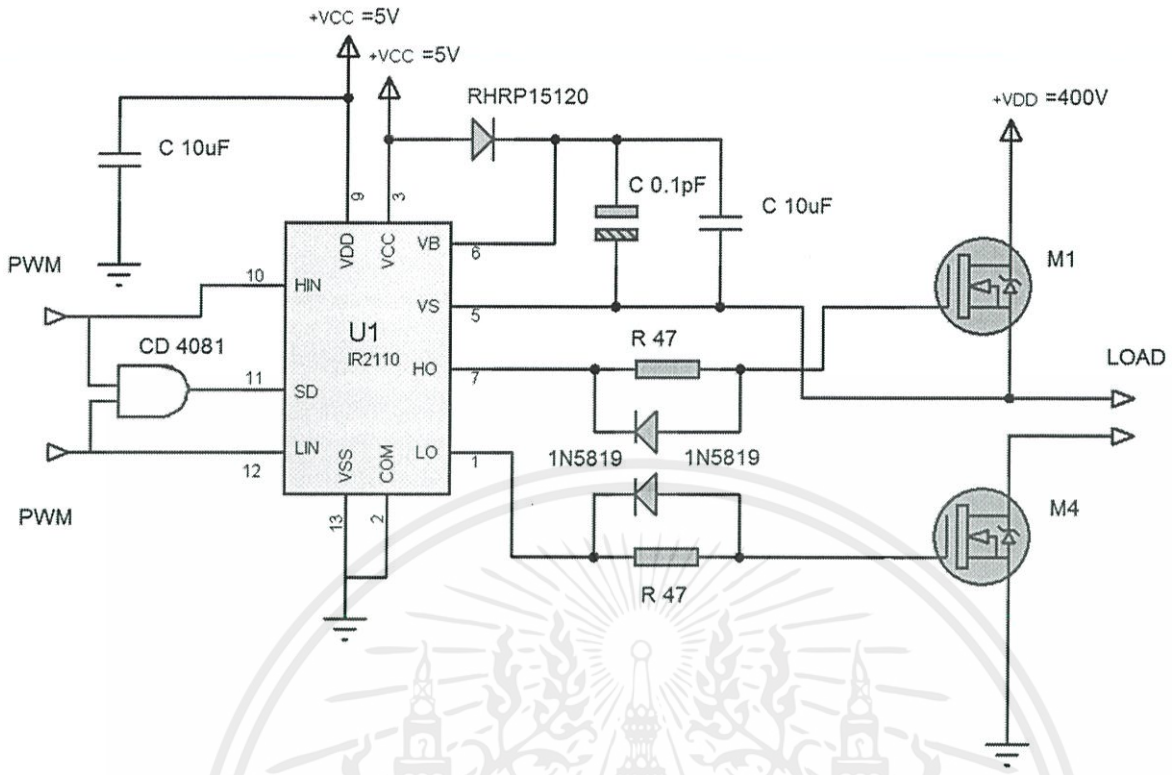 +VCC =5V
+VCC =5V
RHRP15120
+VDD =400V
C 10uF
C 0.1pF
C 10uF
9
3
VDD
VCC
VB
6
M1
PWM
10
HIN
VS
5
CD 4081
U1
IR2110
R 47
LOAD
11
SD
HO
7
LIN
12
VSS
COM
LO
1
1N5819
1N5819
M4
PWM
13
2
R 47